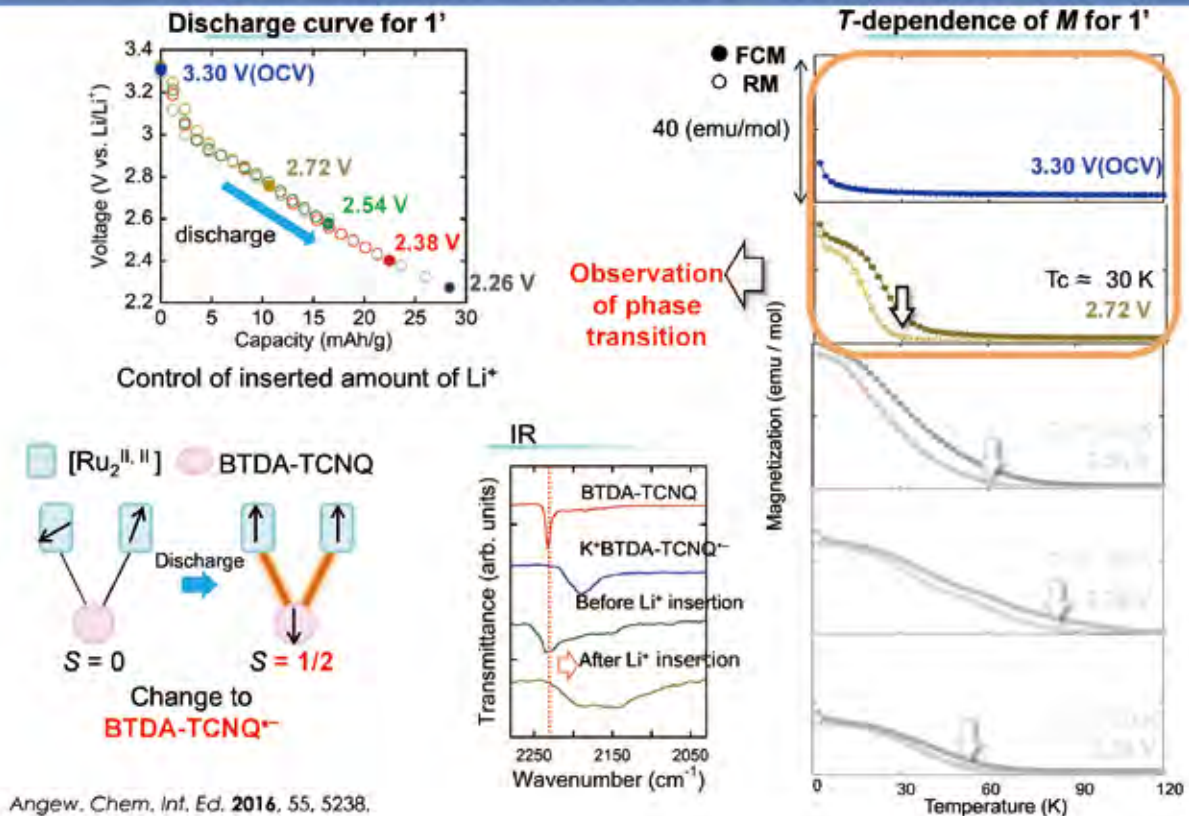 Discharge curve for 1'
3.4
3.2
3
2.8
2.6
2.4
2.2
Voltage (V vs. Li/Li⁺)
3.30 V(OCV)
2.72 V
2.54 V
2.38 V
2.26 V
discharge
0
5
10
15
20
25
30
Capacity (mAh/g)
Control of inserted amount of Li⁺
T-dependence of M for 1'
● FCM
○ RM
40 (emu/mol)
3.30 V(OCV)
Tc ≈ 30 K
2.72 V
Observation
of phase
transition
Magnetization (emu / mol)
0
30
60
90
120
Temperature (K)
[Ru₂ᴵᴵ, ᴵᴵ]
BTDA-TCNQ
Discharge
S = 0
S = 1/2
Change to
BTDA-TCNQ•−
IR
BTDA-TCNQ
K⁺BTDA-TCNQ•−
Before Li⁺ insertion
After Li⁺ insertion
Transmittance (arb. units)
2250
2150
2050
Wavenumber (cm⁻¹)
Angew. Chem. Int. Ed. 2016, 55, 5238.